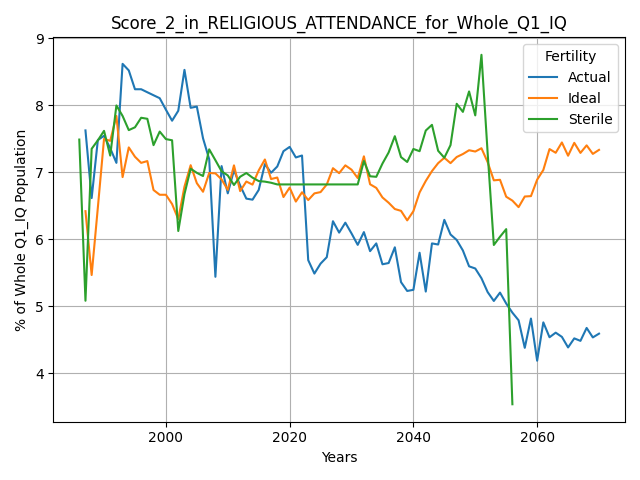 Score_2_in_RELIGIOUS_ATTENDANCE_for_Whole_Q1_IQ
Fertility
Actual
Ideal
Sterile
% of Whole Q1_IQ Population
9
8
7
6
5
4
2000
2020
2040
2060
Years